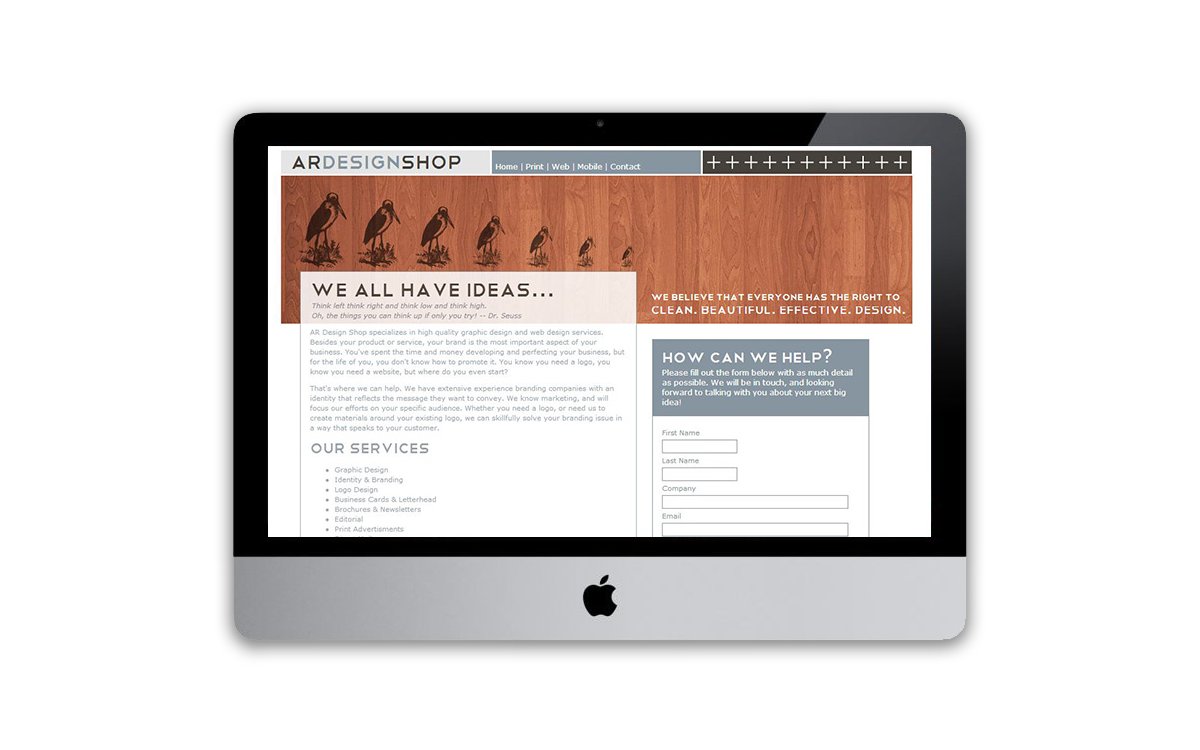 ARDESIGNSHOP
Home | Print | Web | Mobile | Contact
WE ALL HAVE IDEAS...
Think left think right and think low and think high.
Oh, the things you can think up if only you try! -- Dr. Seuss
WE BELIEVE THAT EVERYONE HAS THE RIGHT TO
CLEAN. BEAUTIFUL. EFFECTIVE. DESIGN.
AR Design Shop specializes in high quality graphic design and web design services.
Besides your product or service, your brand is the most important aspect of your
business. You've spent the time and money developing and perfecting your business, but
for the life of you, you don't know how to promote it. You know you need a logo, you
know you need a website, but where do you even start?
That's where we can help. We have extensive experience branding companies with an
identity that reflects the message they want to convey. We know marketing, and will
focus our efforts on your specific audience. Whether you need a logo, or need us to
create materials around your existing logo, we can skillfully solve your branding issue in
a way that speaks to your customer.
OUR SERVICES
• Graphic Design
• Identity & Branding
• Logo Design
• Business Cards & Letterhead
• Brochures & Newsletters
• Editorial
• Print Advertisments
HOW CAN WE HELP?
Please fill out the form below with as much detail
as possible. We will be in touch, and looking
forward to talking with you about your next big
idea!
First Name
Last Name
Company
Email